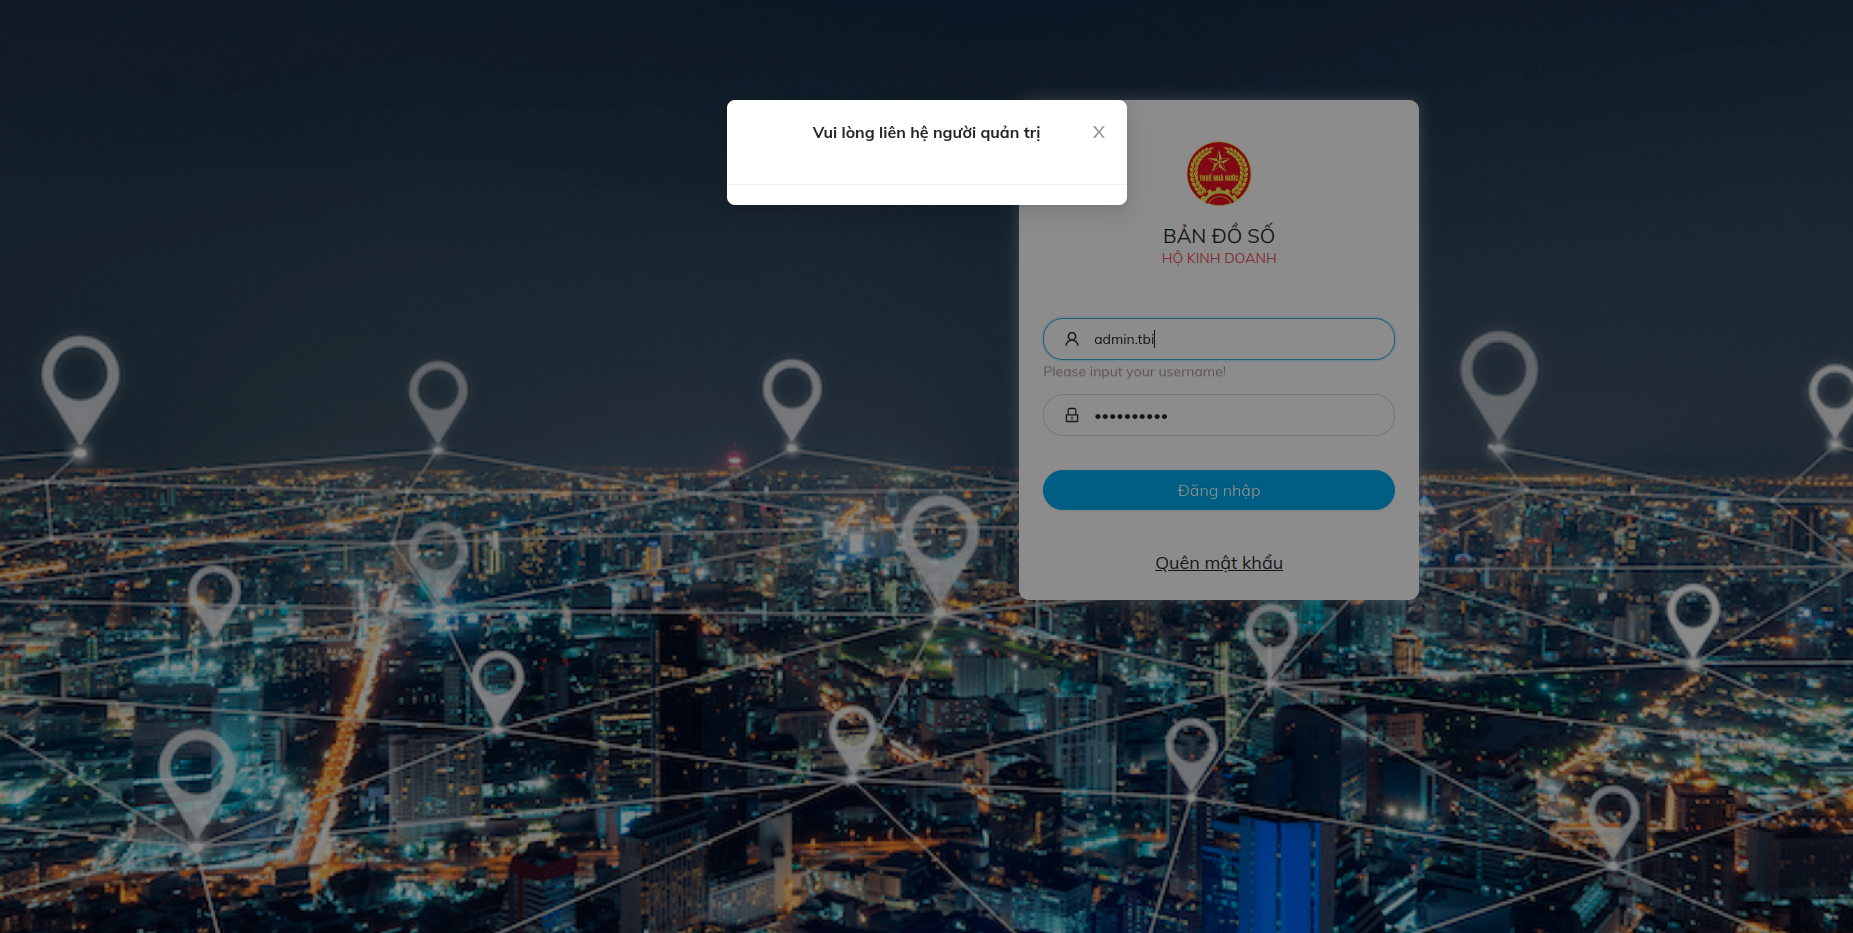 Vui lòng liên hệ người quản trị
THUẾ NHÀ NƯỚC
BẢN ĐỒ SỐ
HỘ KINH DOANH
admin.tbi
Please input your username!
••••••••••
Đăng nhập
Quên mật khẩu